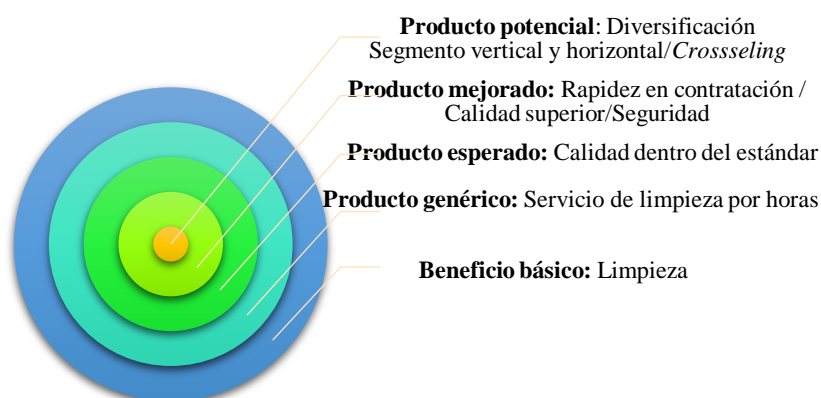 Producto potencial: Diversificación
Segmento vertical y horizontal/Crossseling
Producto mejorado: Rapidez en contratación /
Calidad superior/Seguridad
Producto esperado: Calidad dentro del estándar
Producto genérico: Servicio de limpieza por horas
Beneficio básico: Limpieza